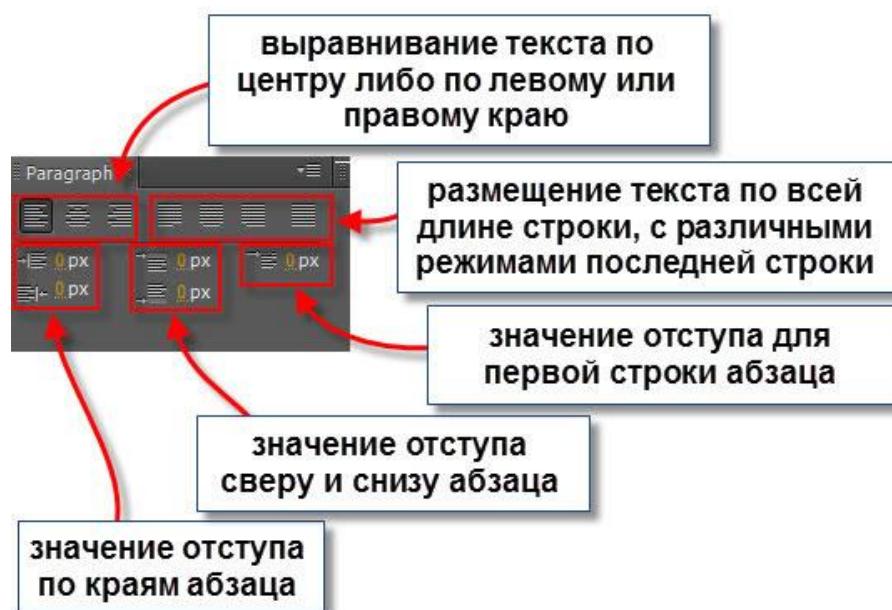 выравнивание текста по
центру либо по левому или
правому краю
Paragraph
размещение текста по всей
длине строки, с различными
режимами последней строки
0 px
0 px
0 px
0 px
0 px
значение отступа для
первой строки абзаца
значение отступа
сверу и снизу абзаца
значение отступа
по краям абзаца